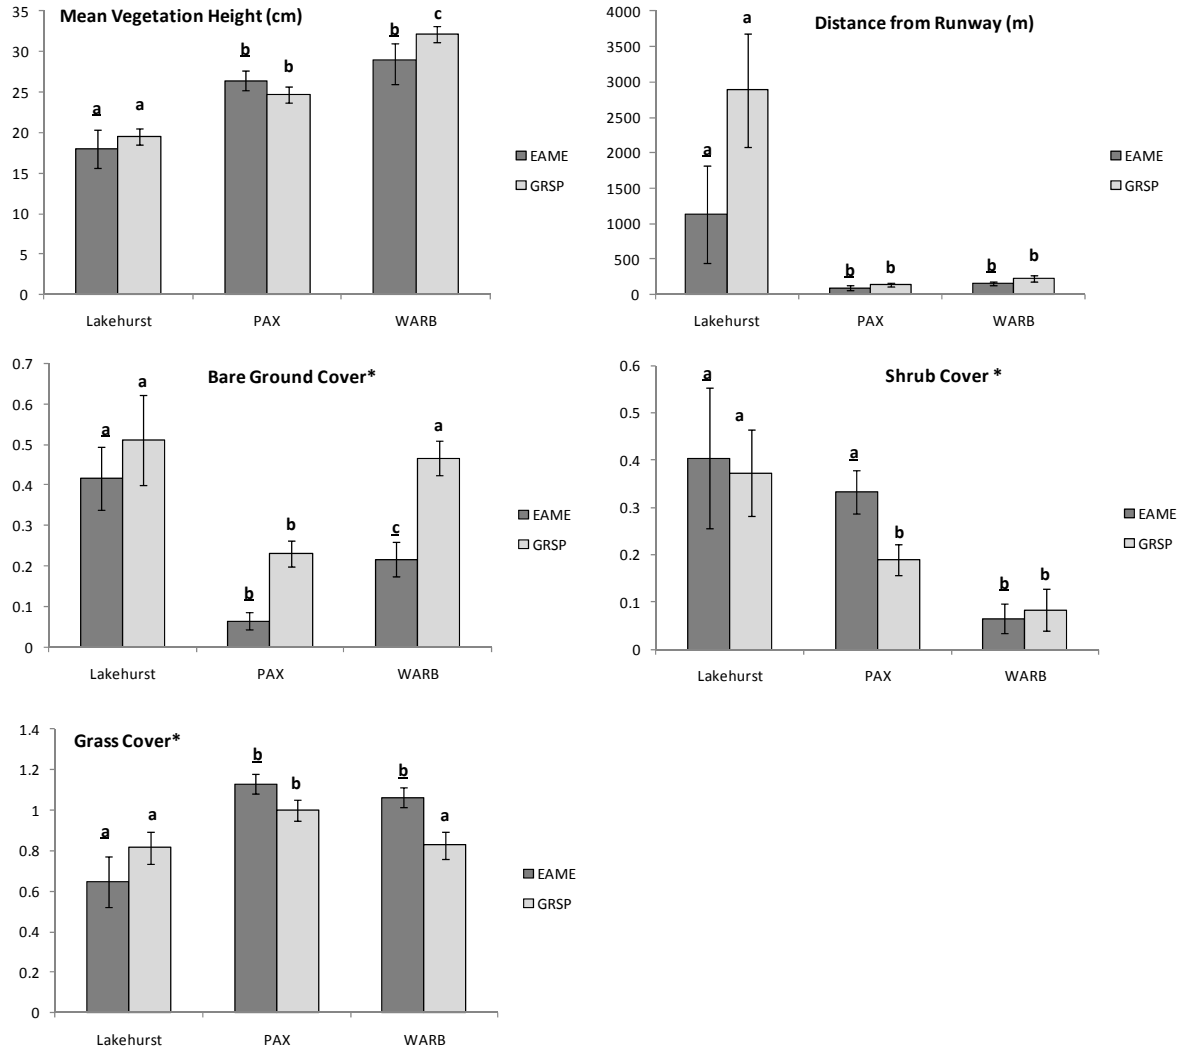 Mean Vegetation Height (cm)
35
30
25
20
15
10
5
0
a
a
b
b
b
c
Lakehurst
PAX
WARB
EAME
GRSP
Distance from Runway (m)
4000
3500
3000
2500
2000
1500
1000
500
0
a
a
b
b
b
b
Lakehurst
PAX
WARB
EAME
GRSP
Bare Ground Cover*
0.7
0.6
0.5
0.4
0.3
0.2
0.1
0
a
a
b
b
c
a
Lakehurst
PAX
WARB
EAME
GRSP
Shrub Cover *
0.6
0.5
0.4
0.3
0.2
0.1
0
a
a
a
b
b
b
Lakehurst
PAX
WARB
EAME
GRSP
Grass Cover*
1.4
1.2
1
0.8
0.6
0.4
0.2
0
a
a
b
b
b
a
Lakehurst
PAX
WARB
EAME
GRSP